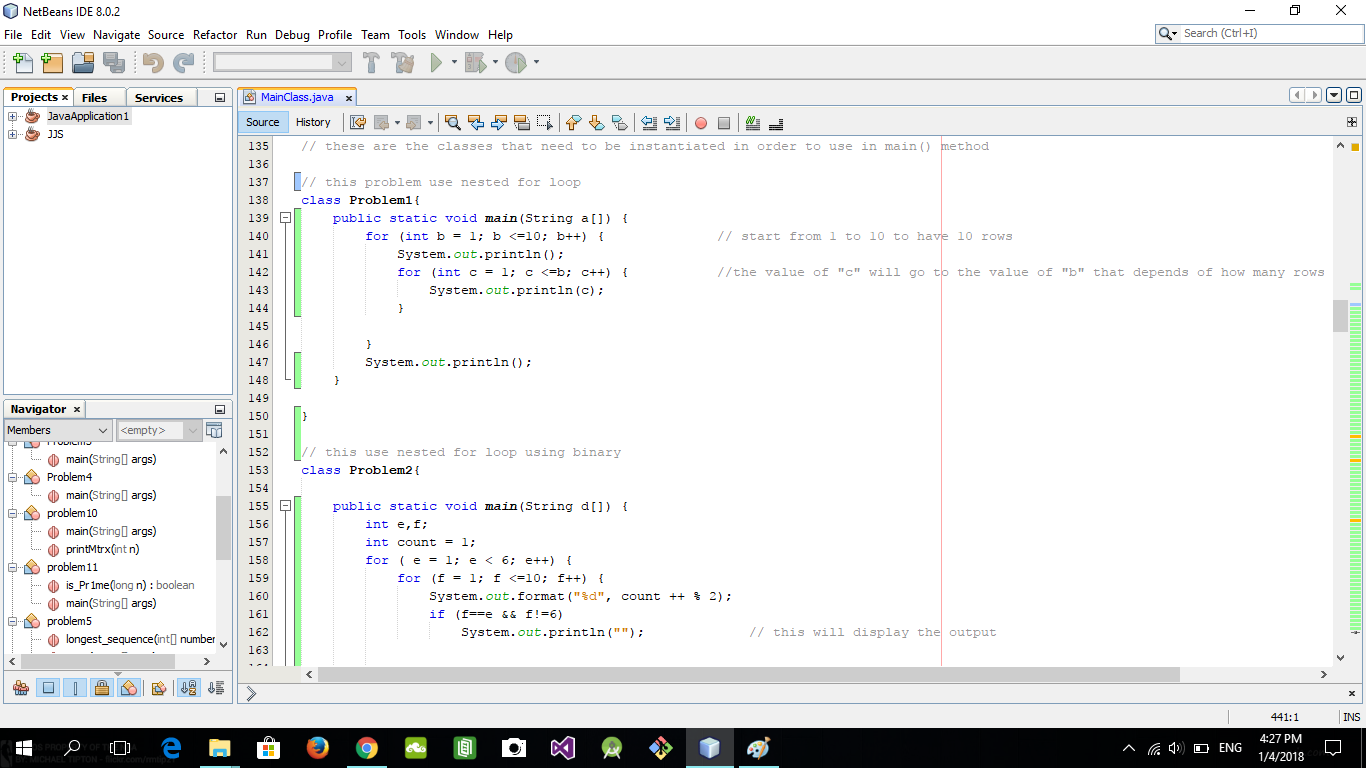 NetBeans IDE 8.0.2
File Edit View Navigate Source Refactor Run Debug Profile Team Tools Window Help
Search (Ctrl+I)
Projects Files Services
JavaApplication1
JJS
MainClass.java
Source History
135 // these are the classes that need to be instantiated in order to use in main() method
136
137 // this problem use nested for loop
138 class Problem1{
139 public static void main(String a[]) {
140 for (int b = 1; b <=10; b++) { // start from 1 to 10 to have 10 rows
141 System.out.println();
142 for (int c = 1; c <=b; c++) { //the value of "c" will go to the value of "b" that depends of how many rows
143 System.out.println(c);
144 }
145
146 }
147 System.out.println();
148 }
149
150 }
151
152 // this use nested for loop using binary
153 class Problem2{
154
155 public static void main(String d[]) {
156 int e,f;
157 int count = 1;
158 for ( e = 1; e < 6; e++) {
159 for (f = 1; f <=10; f++) {
160 System.out.format("%d", count ++ % 2);
161 if (f==e && f!=6)
162 System.out.println(""); // this will display the output
163
Navigator
Members <empty>
main(String[] args)
Problem4
main(String[] args)
problem10
main(String[] args)
printMtrx(int n)
problem11
is_Pr1me(long n) : boolean
main(String[] args)
problem5
longest_sequence(int[] number
441:1 INS
ENG
4:27 PM
1/4/2018